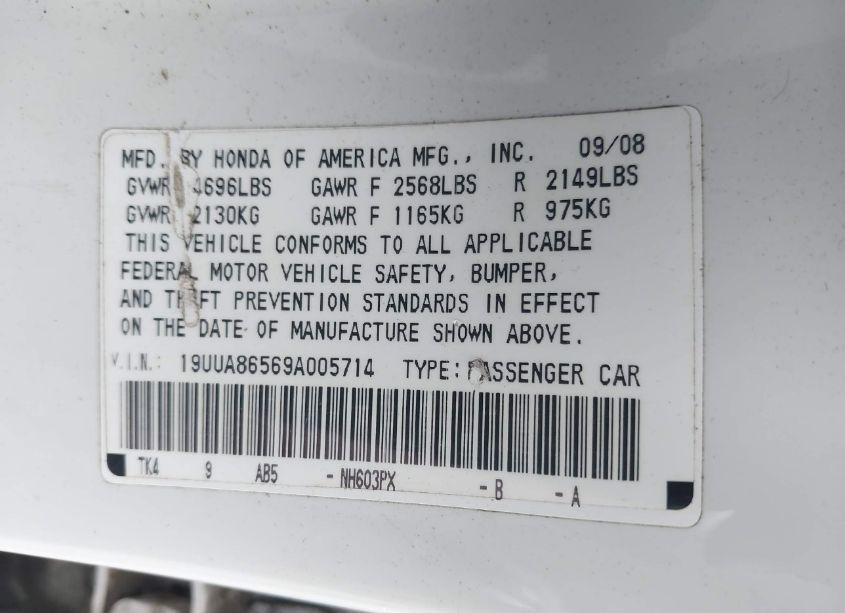 MFD. BY HONDA OF AMERICA MFG., INC. 09/08
GVWR 4696LBS GAWR F 2568LBS R 2149LBS
GVWR 2130KG GAWR F 1165KG R 975KG
THIS VEHICLE CONFORMS TO ALL APPLICABLE
FEDERAL MOTOR VEHICLE SAFETY, BUMPER,
AND THEFT PREVENTION STANDARDS IN EFFECT
ON THE DATE OF MANUFACTURE SHOWN ABOVE.
V.I.N.: 19UUA86569A005714 TYPE: PASSENGER CAR
TK4 9 AB5 - NH603PX - B - A